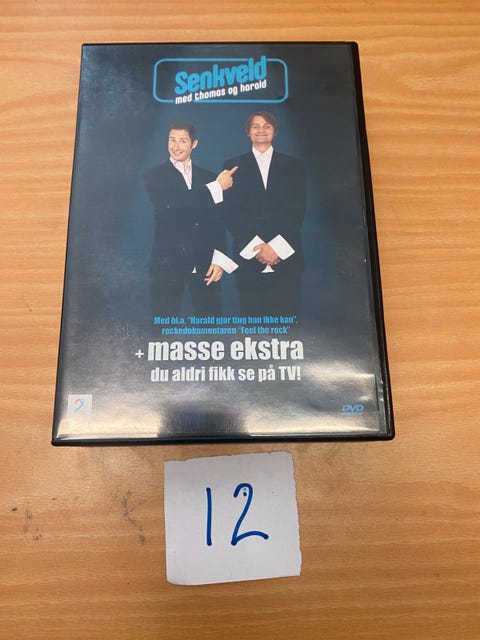 Senkveld
med thomas og harald
Med bl.a. "Harald gjør ting han ikke kan",
rockedokumentaren "Feel the rock"
+ masse ekstra
du aldri fikk se på TV!
2
DVD
12